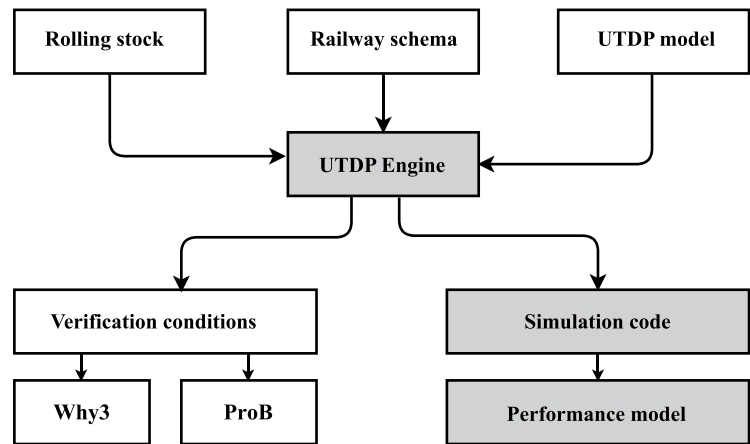 Rolling stock
Railway schema
UTDP model
UTDP Engine
Verification conditions
Simulation code
Why3
ProB
Performance model